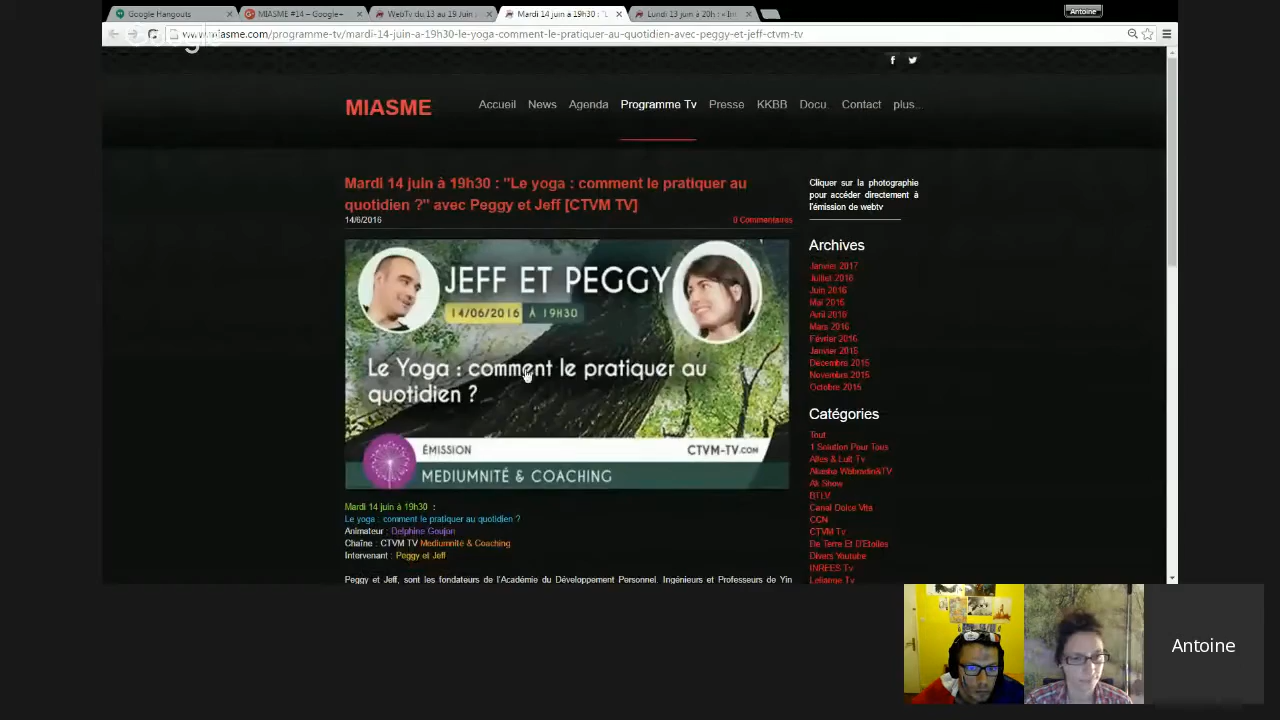 Google Hangouts
MIASME #14 – Google+
WebTv du 13 au 19 Juin
Mardi 14 juin à 19h30 : "L
Lundi 13 juin à 20h : « Int
Antoine
www.miasme.com/programme-tv/mardi-14-juin-a-19h30-le-yoga-comment-le-pratiquer-au-quotidien-avec-peggy-et-jeff-ctvm-tv
Google
MIASME
Accueil News Agenda Programme Tv Presse KKBB Docu. Contact plus...
Mardi 14 juin à 19h30 : "Le yoga : comment le pratiquer au
quotidien ?" avec Peggy et Jeff [CTVM TV]
14/6/2016
0 Commentaires
JEFF ET PEGGY
14/06/2016 À 19H30
Le Yoga : comment le pratiquer au
quotidien ?
ÉMISSION
CTVM-TV.COM
MEDIUMNITÉ & COACHING
Mardi 14 juin à 19h30 :
Le yoga : comment le pratiquer au quotidien ?
Animateur : Delphine Goujon
Chaîne : CTVM TV Mediumnité & Coaching
Intervenant : Peggy et Jeff
Peggy et Jeff, sont les fondateurs de l'Académie du Développement Personnel. Ingénieurs et Professeurs de Yin
Cliquer sur la photographie
pour accéder directement à
l'émission de webtv
Archives
Janvier 2017
Juillet 2016
Juin 2016
Mai 2016
Avril 2016
Mars 2016
Février 2016
Janvier 2015
Décembre 2015
Novembre 2015
Octobre 2015
Catégories
Tout
1 Solution Pour Tous
Ailes & Luit Tv
Akasha Wébradio&TV
Ali Show
BTLV
Canal Dolce Vita
CCN
CTVM Tv
De Terre Et D'Etoiles
Divers Youtube
INREES Tv
Leliange Tv
Antoine